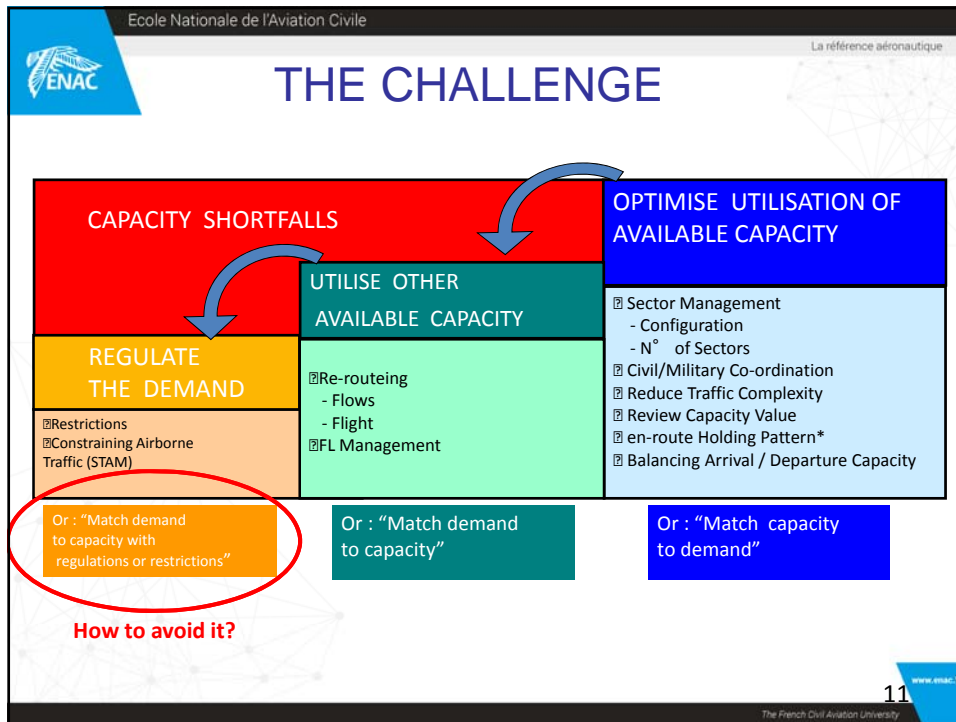 Ecole Nationale de l'Aviation Civile
La référence aéronautique
ENAC
THE CHALLENGE
CAPACITY SHORTFALLS
OPTIMISE UTILISATION OF
AVAILABLE CAPACITY
UTILISE OTHER
AVAILABLE CAPACITY
REGULATE
THE DEMAND
Restrictions
Constraining Airborne
Traffic (STAM)
Re-routeing
- Flows
- Flight
FL Management
Sector Management
- Configuration
- N° of Sectors
Civil/Military Co-ordination
Reduce Traffic Complexity
Review Capacity Value
en-route Holding Pattern*
Balancing Arrival / Departure Capacity
Or : “Match demand
to capacity with
regulations or restrictions”
Or : “Match demand
to capacity”
Or : “Match capacity
to demand”
How to avoid it?
11
www.enac.
The French Civil Aviation University